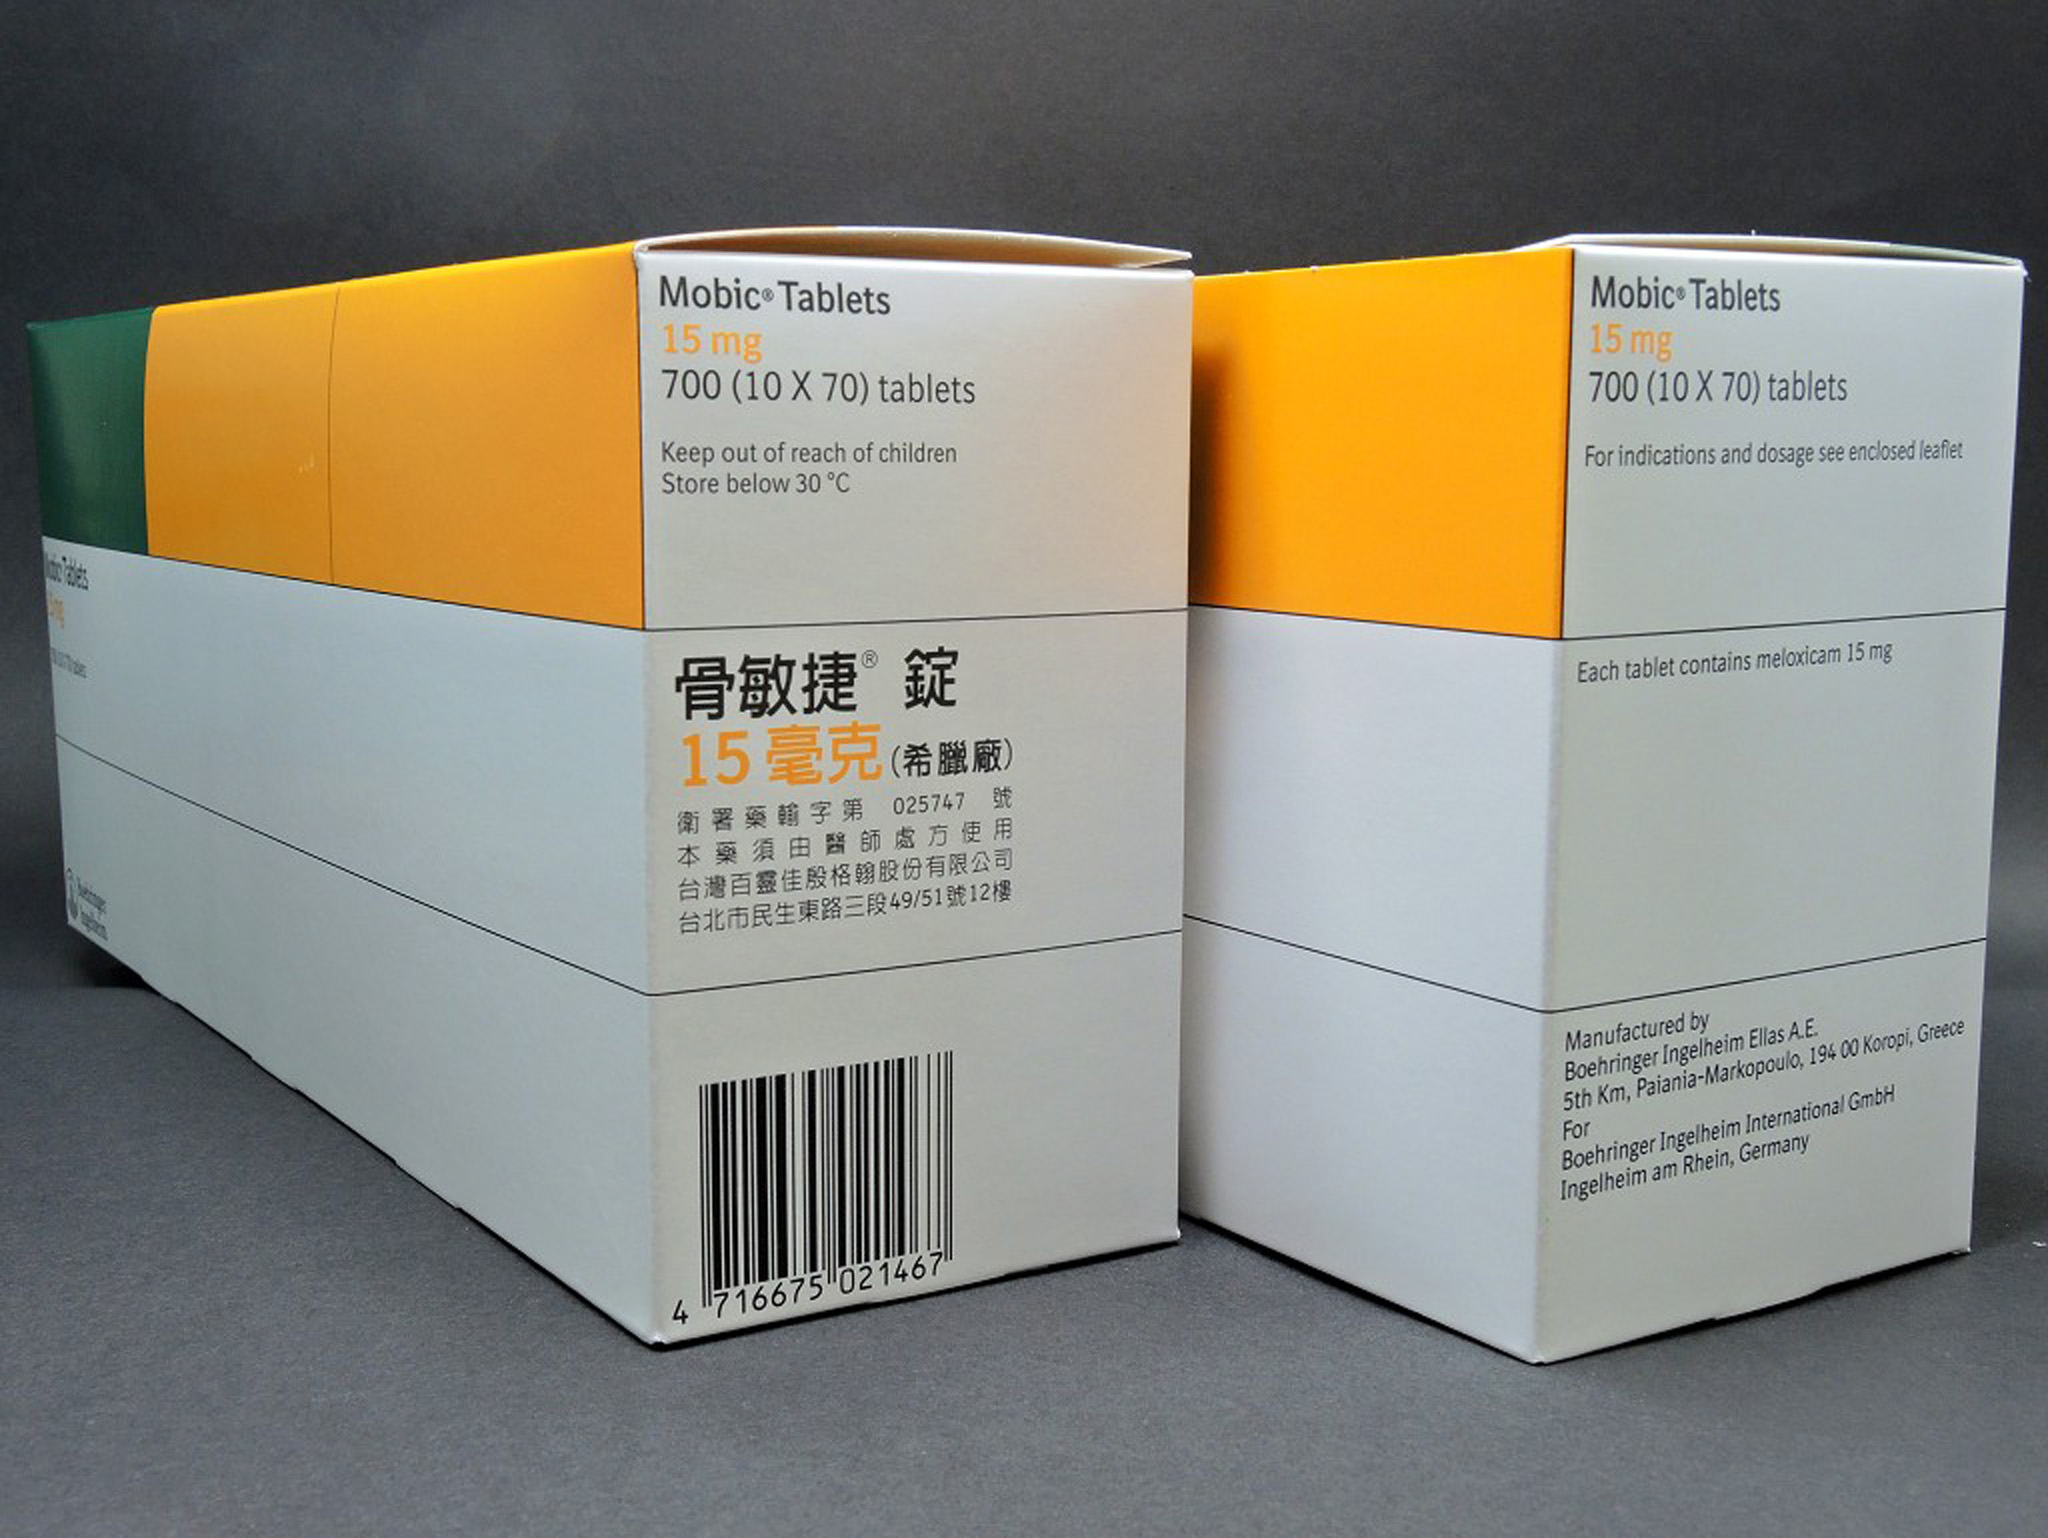 Mobic® Tablets
15 mg
700 (10 X 70) tablets
Keep out of reach of children
Store below 30 °C
骨敏捷® 錠
15 毫克 (希臘廠)
衛署藥輸字第 025747 號
本藥須由醫師處方使用
台灣百靈佳殷格翰股份有限公司
台北市民生東路三段49/51號12樓
4 716675 021467
Mobic Tablets
15 mg
Boehringer
Ingelheim
Mobic® Tablets
15 mg
700 (10 X 70) tablets
For indications and dosage see enclosed leaflet
Each tablet contains meloxicam 15 mg
Manufactured by
Boehringer Ingelheim Ellas A.E.
5th Km, Paiania-Markopoulo, 194 00 Koropi, Greece
For
Boehringer Ingelheim International GmbH
Ingelheim am Rhein, Germany